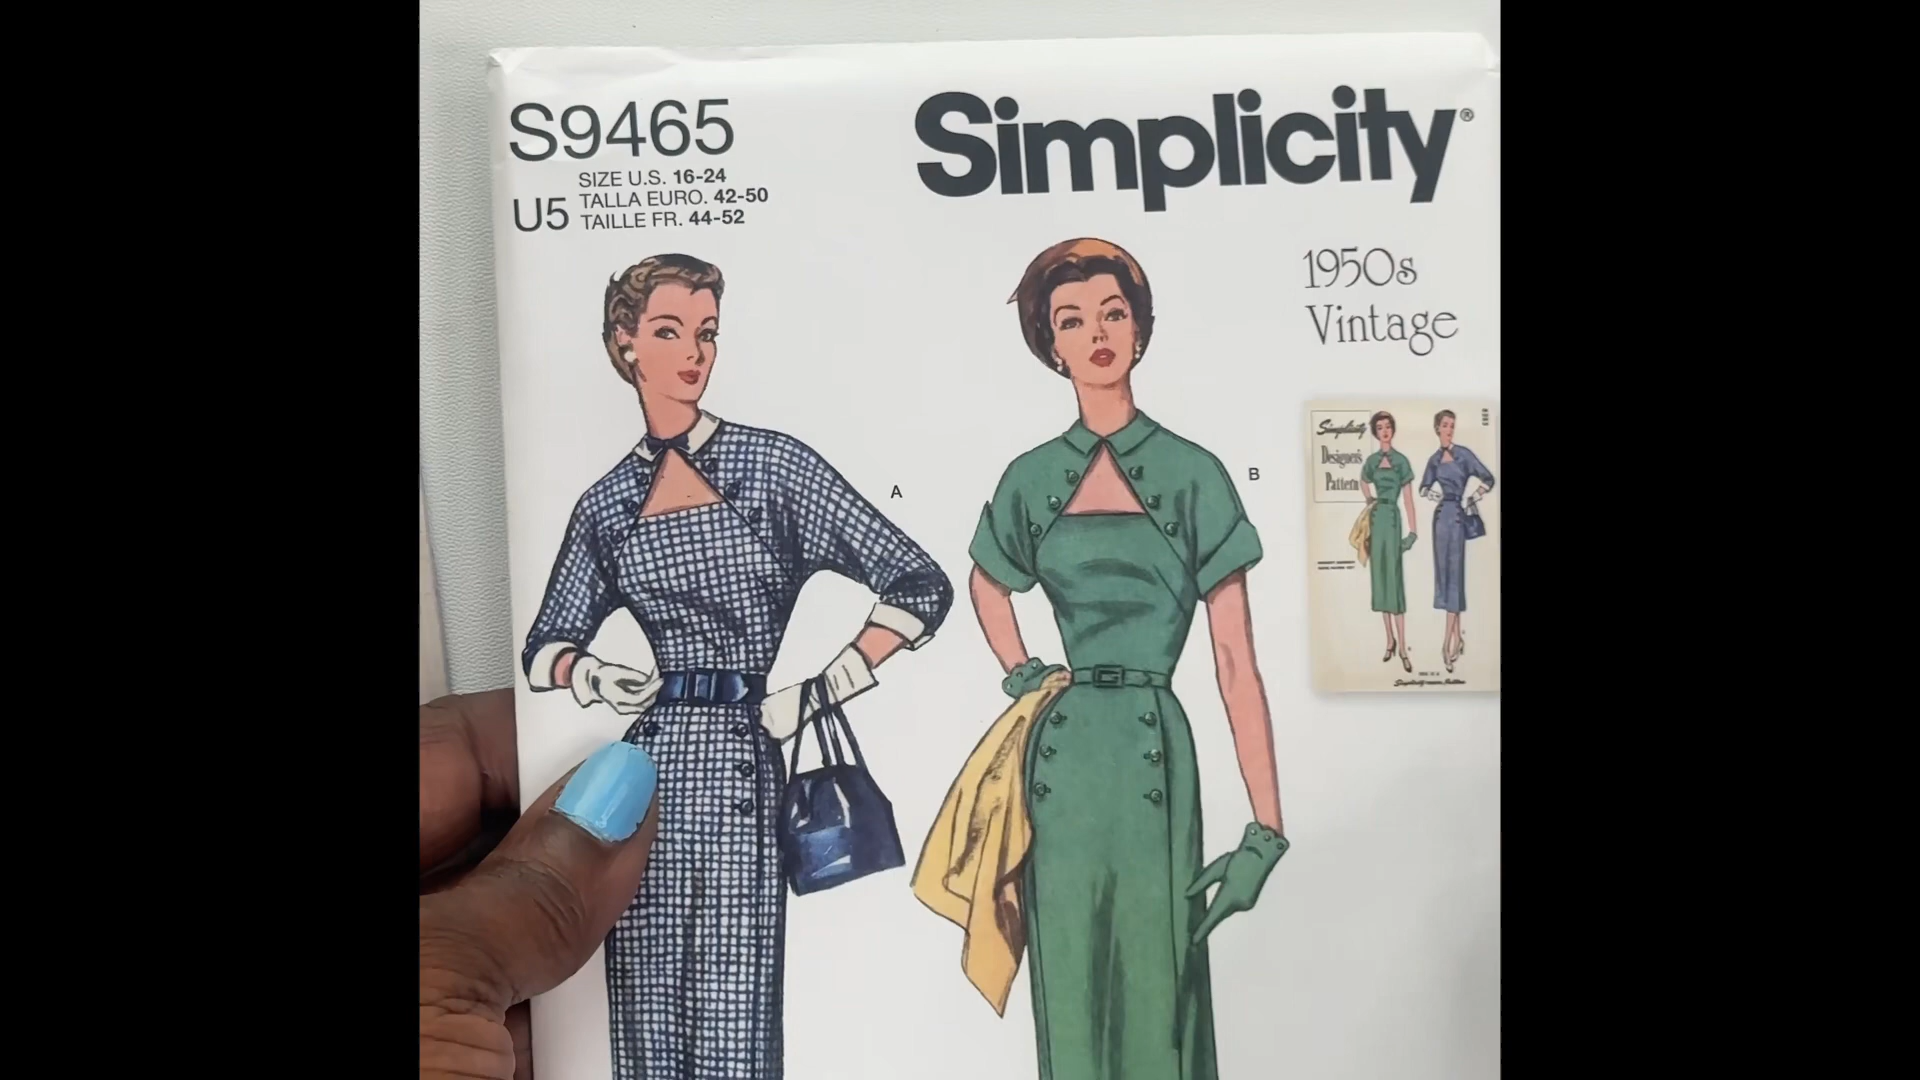 S9465
U5
SIZE U.S. 16-24
TALLA EURO. 42-50
TAILLE FR. 44-52
Simplicity®
1950s
Vintage
A
B
Simplicity
Designer's
Pattern